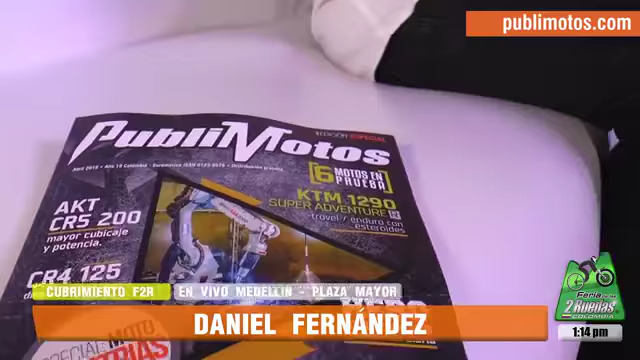 publimotos.com
PUBLIMOTOS
EDICIÓN ESPECIAL
6 MOTOS EN PRUEBA
KTM 1290
SUPER ADVENTURE
travel / enduro con
esteroides
AKT
CR5 200
mayor cubicaje
y potencia.
CR4 125
CUBRIMIENTO F2R
EN VIVO MEDELLIN - PLAZA MAYOR
DANIEL FERNÁNDEZ
Feria de las
2 Ruedas
COLOMBIA
1:14 pm